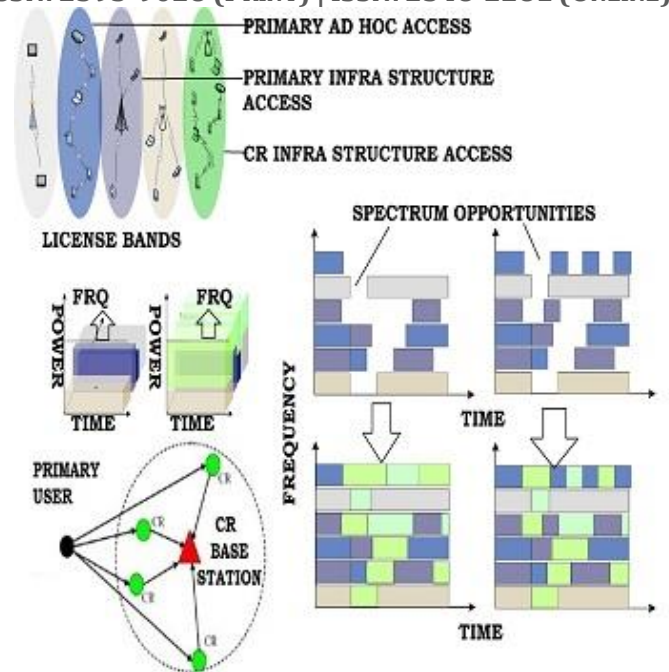 PRIMARY AD HOC ACCESS
PRIMARY INFRA STRUCTURE
ACCESS
CR INFRA STRUCTURE ACCESS
LICENSE BANDS
SPECTRUM OPPORTUNITIES
FRQ
FRQ
POWER
POWER
TIME
TIME
FREQUENCY
TIME
PRIMARY
USER
CR
CR
CR
CR
CR
BASE
STATION
TIME